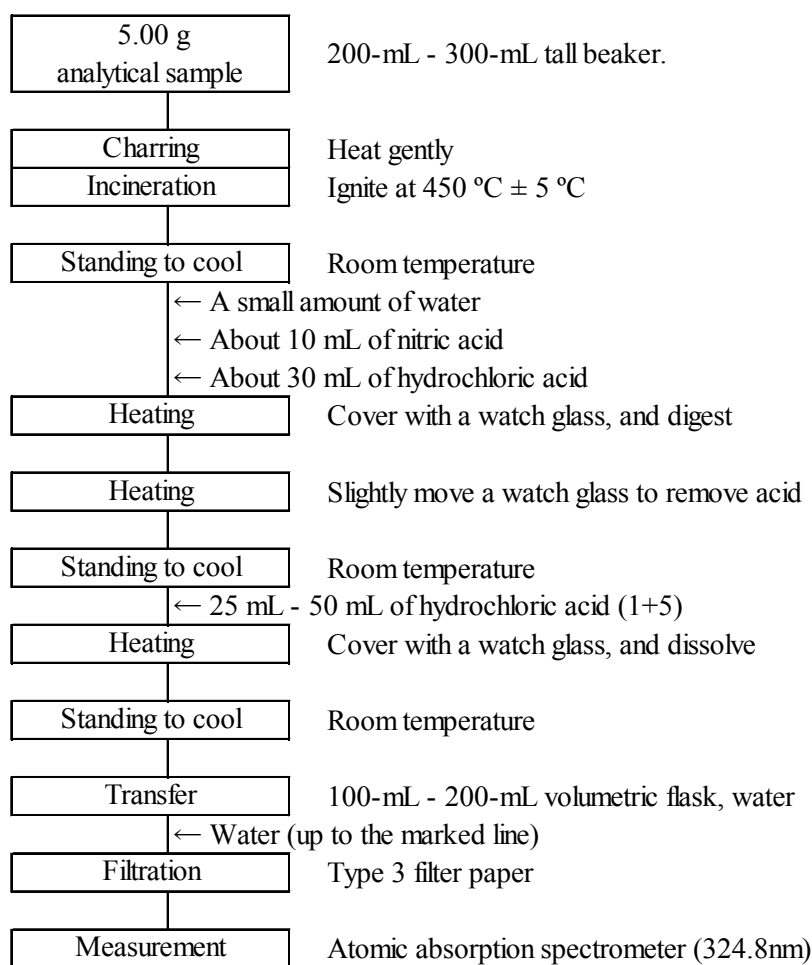 5.00 g
analytical sample
200-mL - 300-mL tall beaker.
Charring
Heat gently
Incineration
Ignite at 450 ºC ± 5 ºC
Standing to cool
Room temperature
← A small amount of water
← About 10 mL of nitric acid
← About 30 mL of hydrochloric acid
Heating
Cover with a watch glass, and digest
Heating
Slightly move a watch glass to remove acid
Standing to cool
Room temperature
← 25 mL - 50 mL of hydrochloric acid (1+5)
Heating
Cover with a watch glass, and dissolve
Standing to cool
Room temperature
Transfer
100-mL - 200-mL volumetric flask, water
← Water (up to the marked line)
Filtration
Type 3 filter paper
Measurement
Atomic absorption spectrometer (324.8nm)